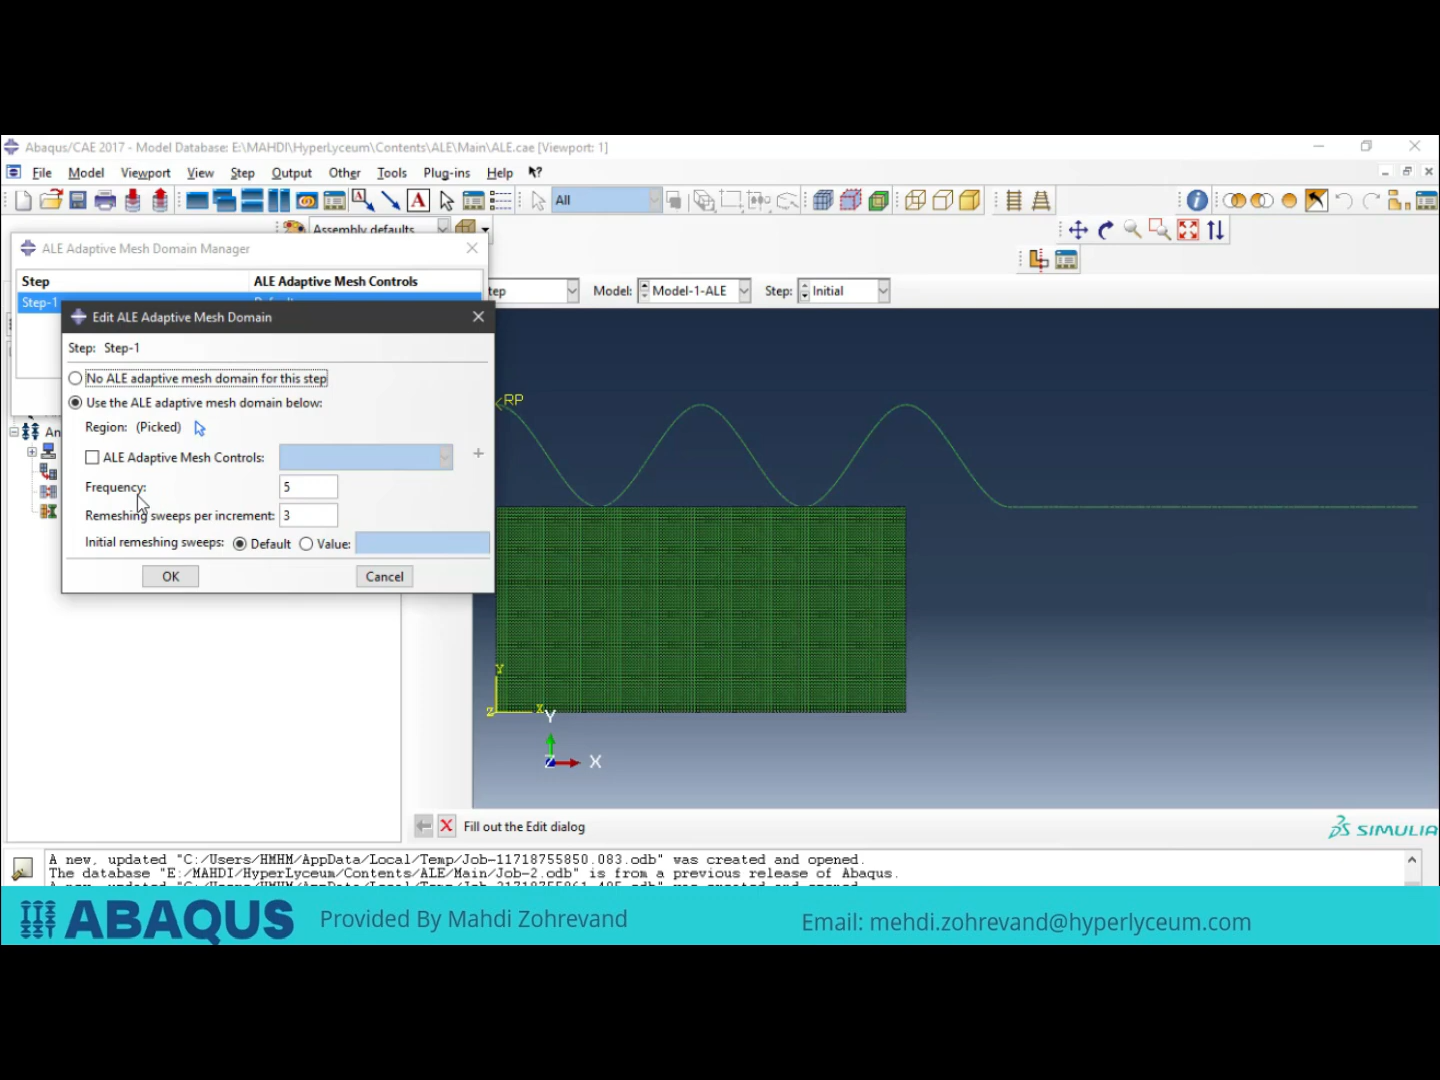 Abaqus/CAE 2017 - Model Database: E:\MAHDI\HyperLyceum\Contents\ALE\Main\ALE.cae [Viewport: 1]
File Model Viewport View Step Output Other Tools Plug-ins Help
A All
Assembly defaults
ALE Adaptive Mesh Domain Manager
Step ALE Adaptive Mesh Controls
Step-1
tep Model: Model-1-ALE Step: Initial
Edit ALE Adaptive Mesh Domain
Step: Step-1
No ALE adaptive mesh domain for this step
Use the ALE adaptive mesh domain below:
Region: (Picked)
ALE Adaptive Mesh Controls:
Frequency: 5
Remeshing sweeps per increment: 3
Initial remeshing sweeps: Default Value:
OK Cancel
An
RP
Y
Z X
Y
Z X
Fill out the Edit dialog
SIMULIA
A new, updated "C:/Users/HMHM/AppData/Local/Temp/Job-11718755850.083.odb" was created and opened.
The database "E:/MAHDI/HyperLyceum/Contents/ALE/Main/Job-2.odb" is from a previous release of Abaqus.
ABAQUS Provided By Mahdi Zohrevand Email: mehdi.zohrevand@hyperlyceum.com